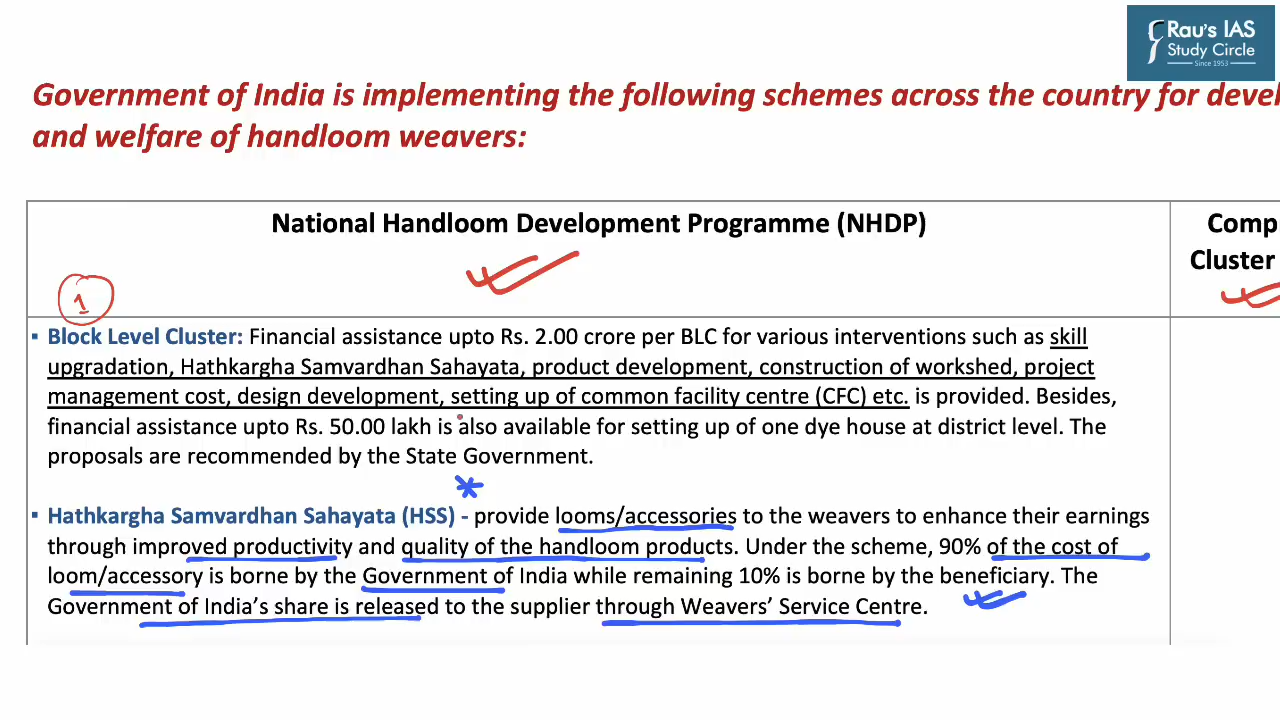 Rau's IAS
Study Circle
Since 1953
Government of India is implementing the following schemes across the country for devel
and welfare of handloom weavers:
National Handloom Development Programme (NHDP)
Comp
Cluster
1
▪ Block Level Cluster: Financial assistance upto Rs. 2.00 crore per BLC for various interventions such as skill
upgradation, Hathkargha Samvardhan Sahayata, product development, construction of workshed, project
management cost, design development, setting up of common facility centre (CFC) etc. is provided. Besides,
financial assistance upto Rs. 50.00 lakh is also available for setting up of one dye house at district level. The
proposals are recommended by the State Government.
▪ Hathkargha Samvardhan Sahayata (HSS) - provide looms/accessories to the weavers to enhance their earnings
through improved productivity and quality of the handloom products. Under the scheme, 90% of the cost of
loom/accessory is borne by the Government of India while remaining 10% is borne by the beneficiary. The
Government of India's share is released to the supplier through Weavers' Service Centre.